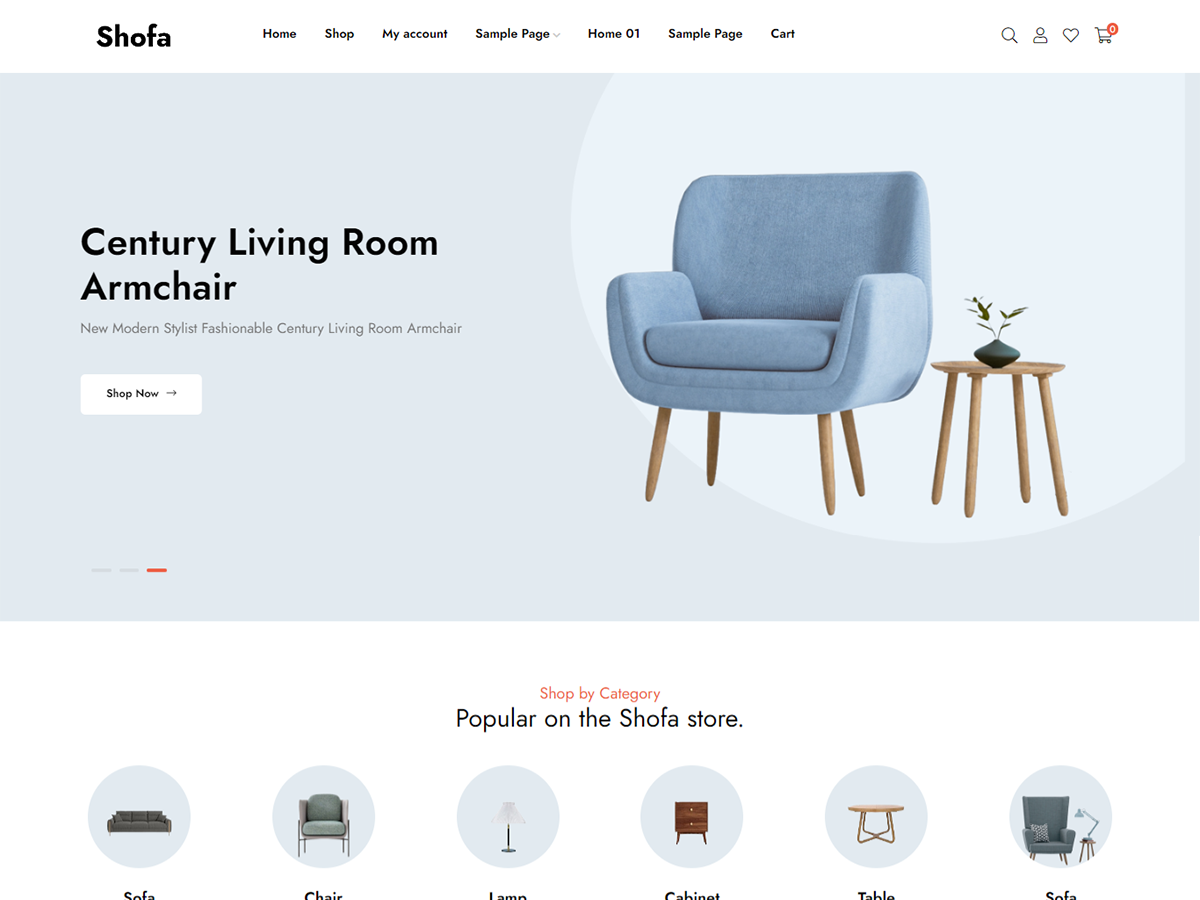 Shofa
Home
Shop
My account
Sample Page
Home 01
Sample Page
Cart
0
Century Living Room
Armchair
New Modern Stylist Fashionable Century Living Room Armchair
Shop Now
Shop by Category
Popular on the Shofa store.
Sofa
Chair
Lamp
Cabinet
Table
Sofa